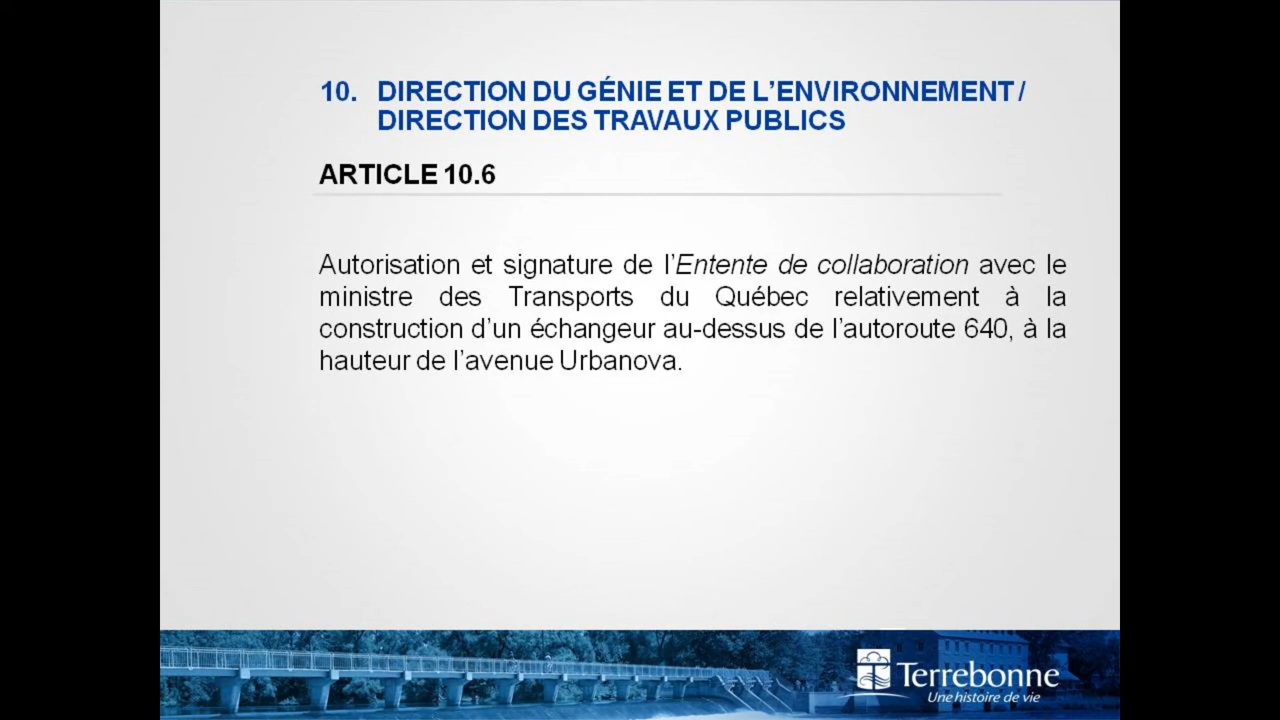 10. DIRECTION DU GÉNIE ET DE L’ENVIRONNEMENT /
DIRECTION DES TRAVAUX PUBLICS
ARTICLE 10.6
Autorisation et signature de l’Entente de collaboration avec le
ministre des Transports du Québec relativement à la
construction d’un échangeur au-dessus de l’autoroute 640, à la
hauteur de l’avenue Urbanova.
Terrebonne
Une histoire de vie